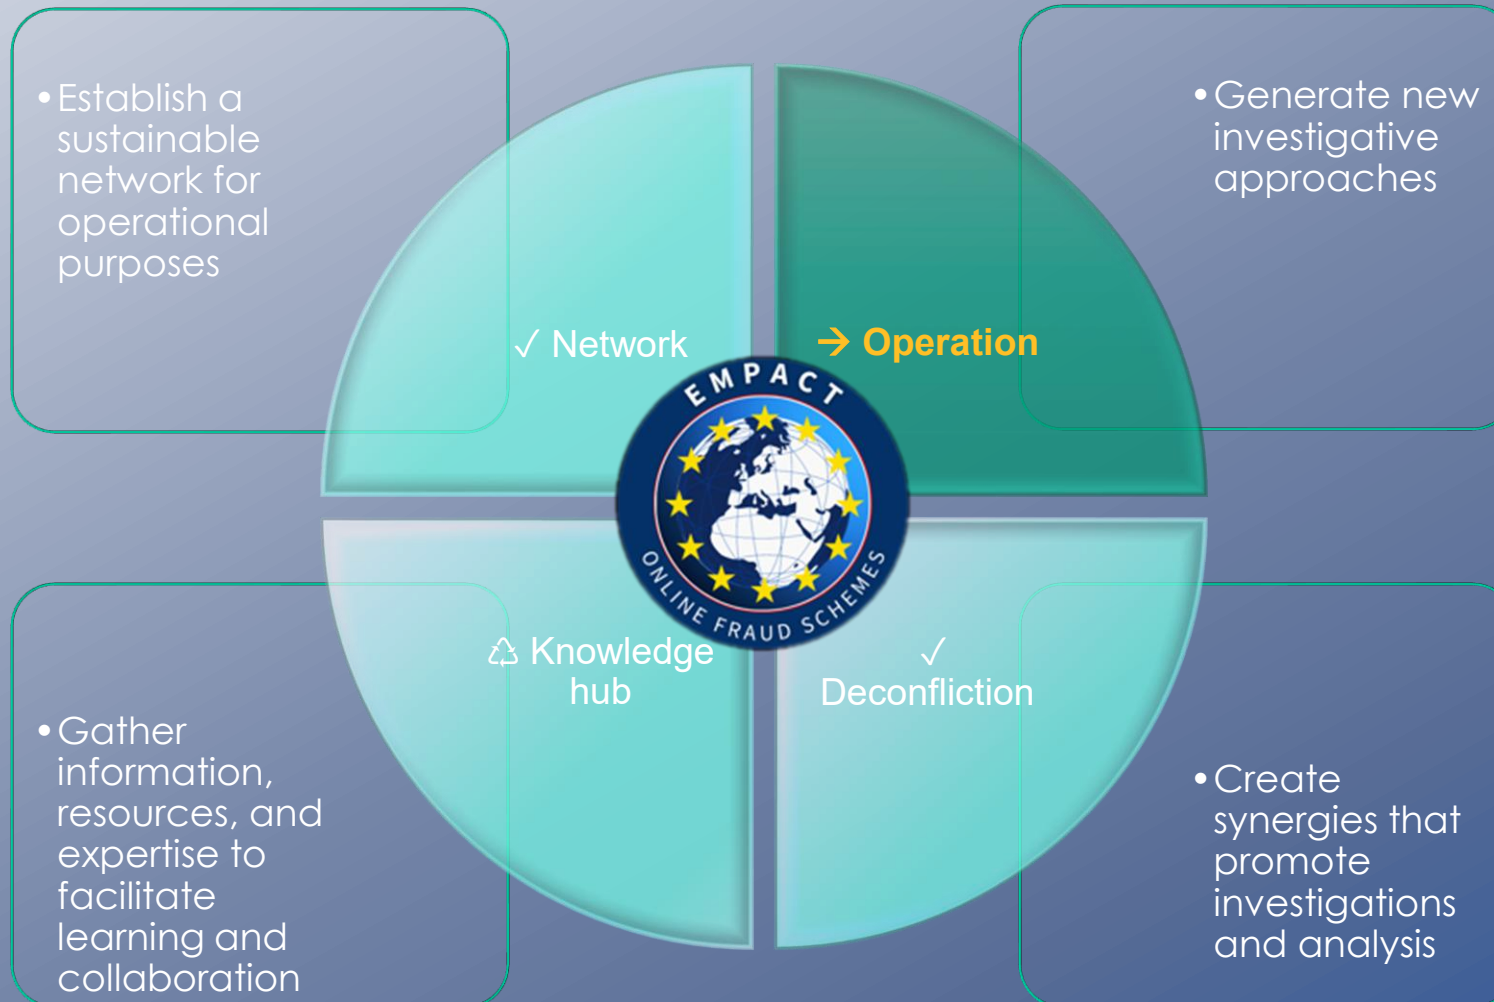 •Establish a
sustainable
network for
operational
purposes
•Generate new
investigative
approaches
✓ Network
→ Operation
EMPACT
ONLINE FRAUD SCHEMES
♺ Knowledge
hub
✓
Deconfliction
•Gather
information,
resources, and
expertise to
facilitate
learning and
collaboration
•Create
synergies that
promote
investigations
and analysis